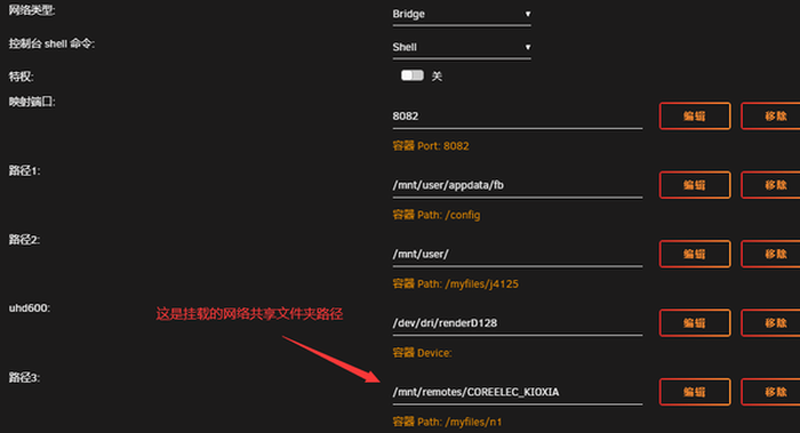 网络类型:
Bridge
控制台 shell 命令:
Shell
特权:
关
映射端口:
8082
编辑
移除
容器 Port: 8082
路径1:
/mnt/user/appdata/fb
编辑
移除
容器 Path: /config
路径2:
/mnt/user/
编辑
移除
容器 Path: /myfiles/j4125
uhd600:
这是挂载的网络共享文件夹路径
/dev/dri/renderD128
编辑
移除
容器 Device:
路径3:
/mnt/remotes/COREELEC_KIOXIA
编辑
移除
容器 Path: /myfiles/n1